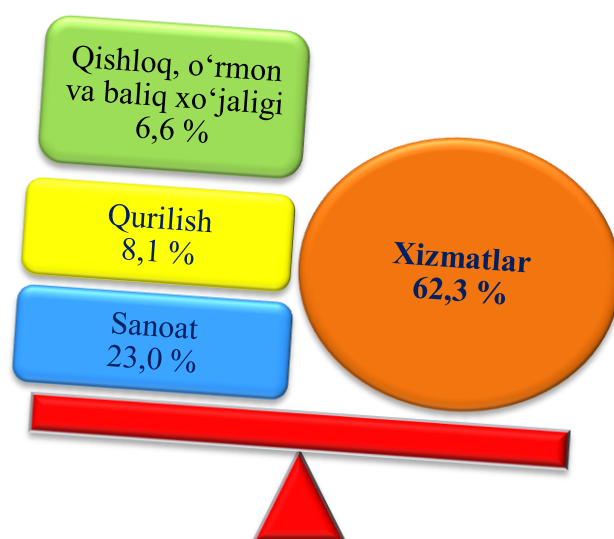 Qishloq, o‘rmon
va baliq xo‘jaligi
6,6 %
Qurilish
8,1 %
Sanoat
23,0 %
Xizmatlar
62,3 %